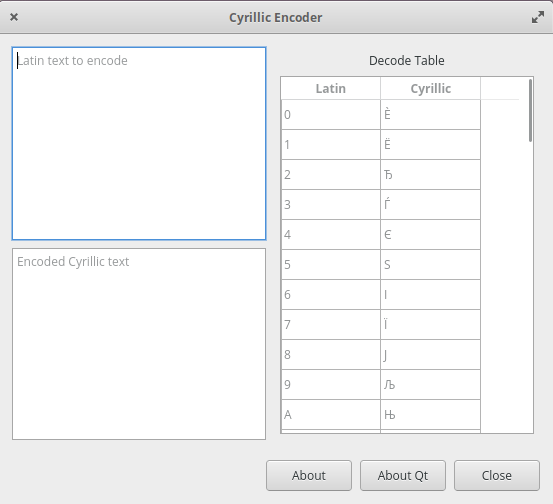 Cyrillic Encoder
Latin text to encode
Encoded Cyrillic text
Decode Table
Latin Cyrillic
0 Ѐ
1 Ё
2 Ђ
3 Ѓ
4 Є
5 Ѕ
6 І
7 Ї
8 Ј
9 Љ
A Њ
About About Qt Close